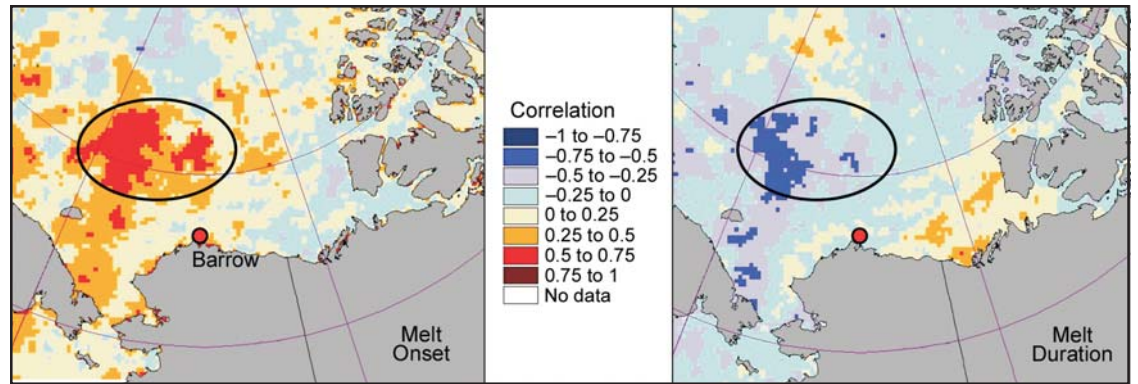 Barrow
Melt
Onset
Correlation
–1 to –0.75
–0.75 to –0.5
–0.5 to –0.25
–0.25 to 0
0 to 0.25
0.25 to 0.5
0.5 to 0.75
0.75 to 1
No data
Melt
Duration